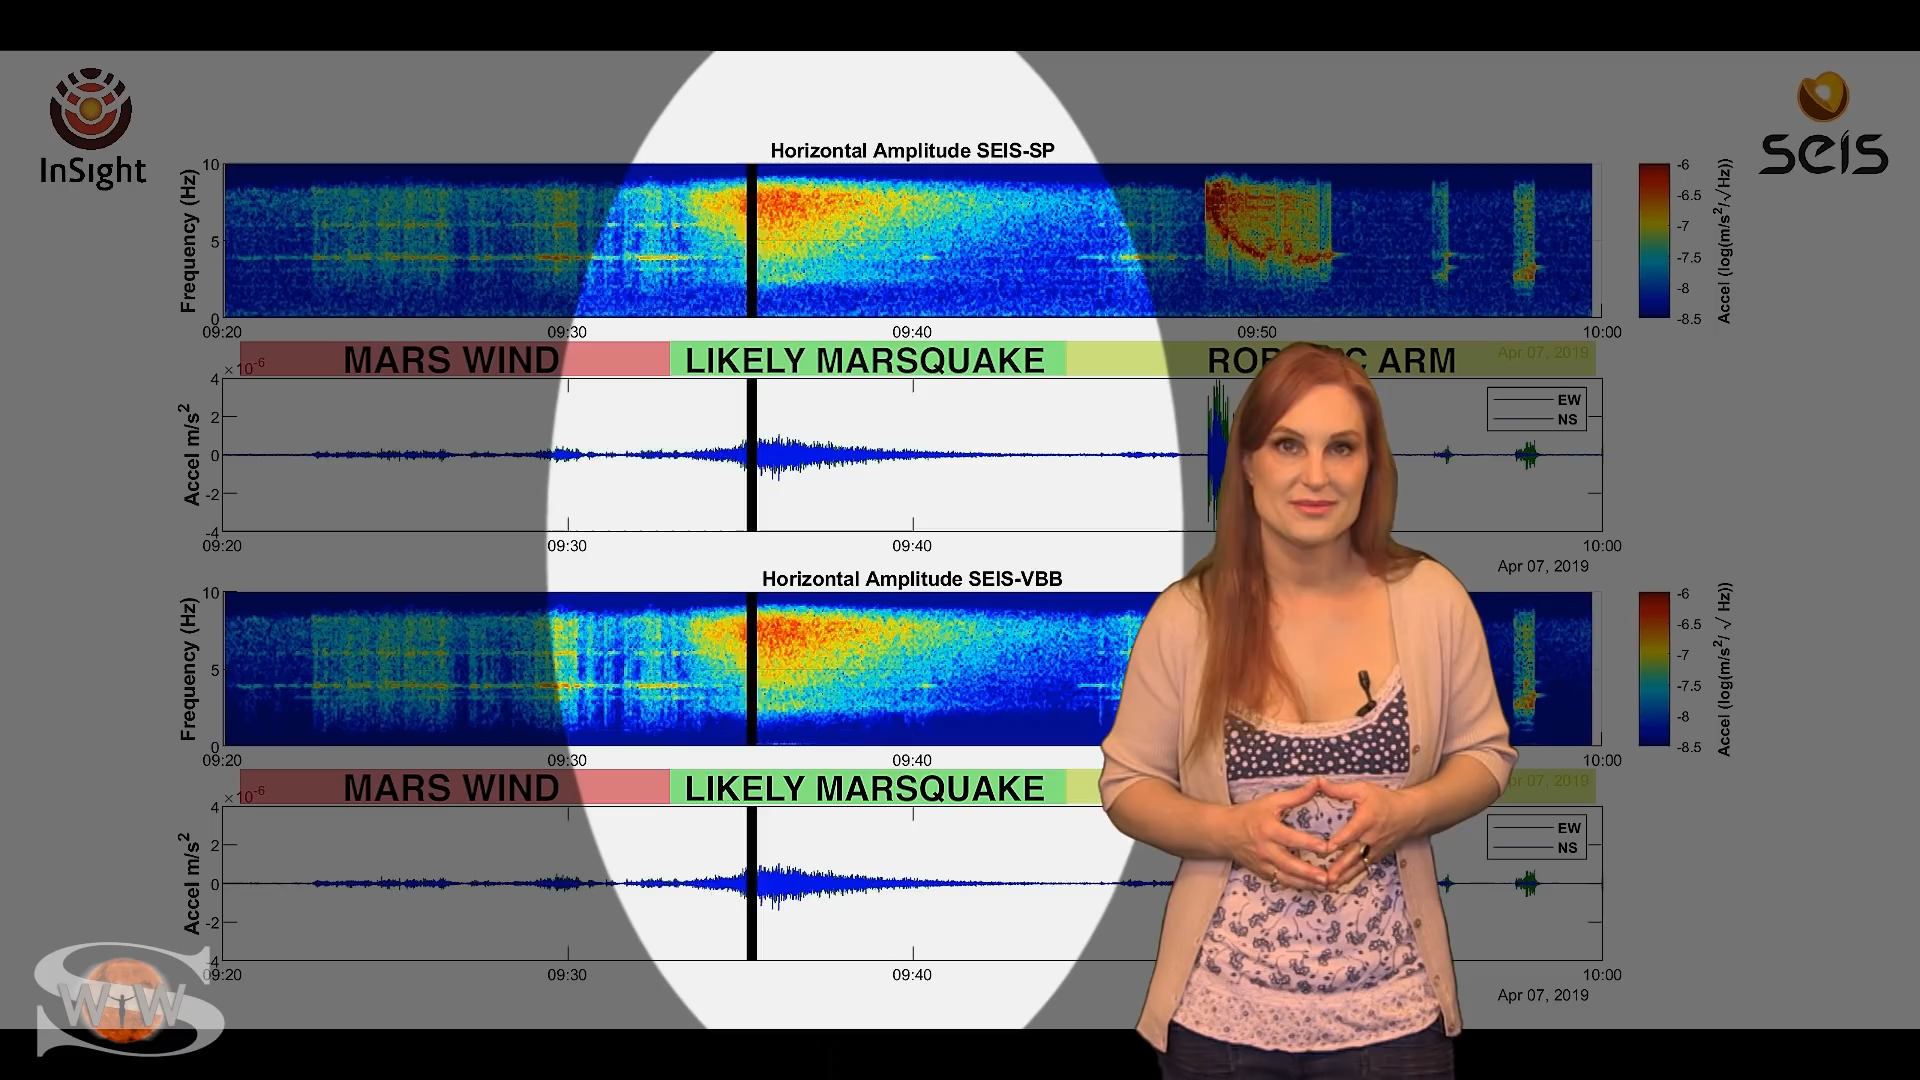 InSight
seis
Horizontal Amplitude SEIS-SP
Frequency (Hz)
10
5
0
09:20
09:30
09:40
09:50
10:00
-6
-6.5
-7
-7.5
-8
-8.5
Accel (log(m/s²/√Hz))
MARS WIND
LIKELY MARSQUAKE
ARM
Apr 07, 2019
× 10⁻⁶
Accel m/s²
4
2
0
-2
-4
EW
NS
09:20
09:30
09:40
10:00
Apr 07, 2019
Horizontal Amplitude SEIS-VBB
Frequency (Hz)
10
5
0
09:20
09:30
09:40
10:00
-6
-6.5
-7
-7.5
-8
-8.5
Accel (log(m/s²/√Hz))
MARS WIND
LIKELY MARSQUAKE
07, 2019
× 10⁻⁶
Accel m/s²
4
2
0
-2
-4
EW
NS
09:20
09:30
09:40
10:00
Apr 07, 2019
SWW